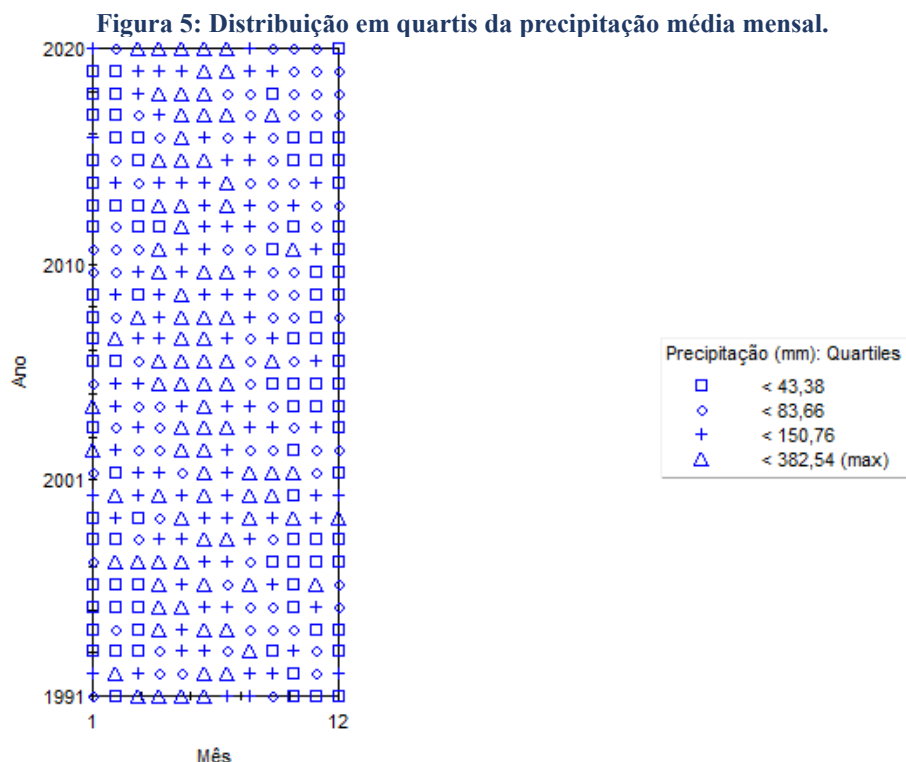 Figura 5: Distribuição em quartis da precipitação média mensal.
2020
2010
2001
1991
Ano
1
12
Mês
Precipitação (mm): Quartiles
< 43,38
< 83,66
< 150,76
< 382,54 (max)